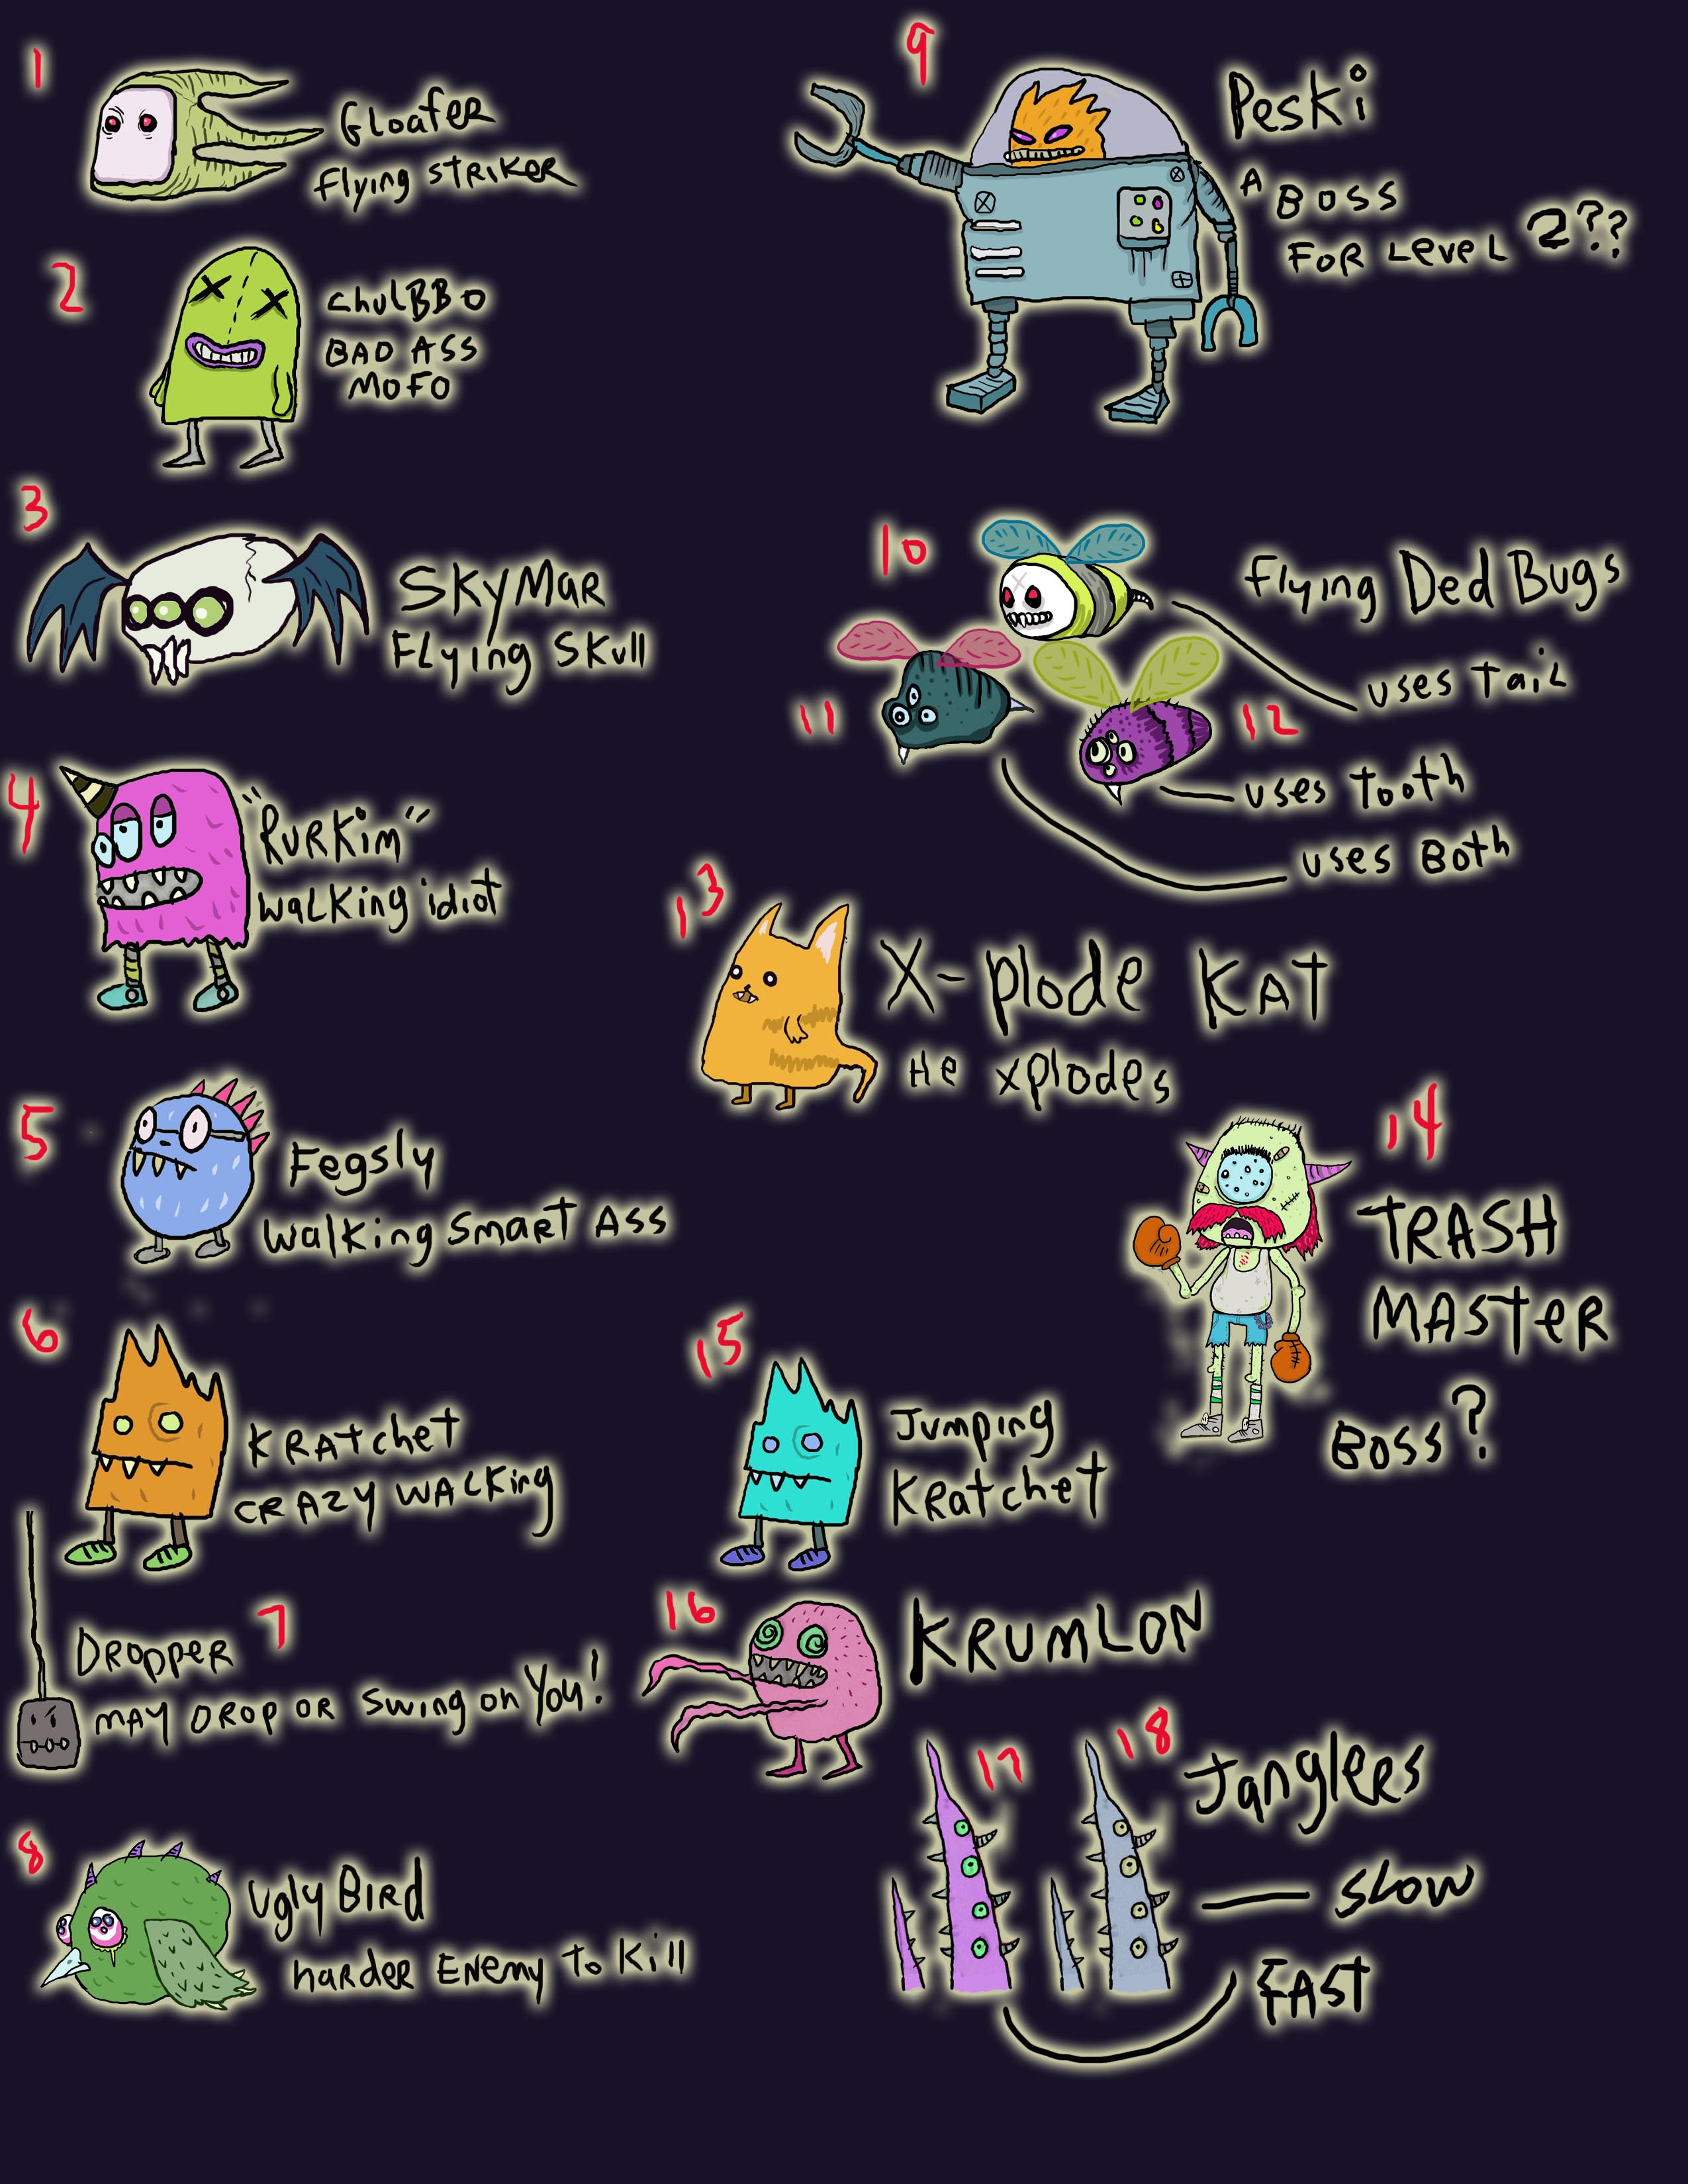 1
Gloafer
Flying Striker
2
ChulBBo
BAD ASS
MOFO
3
SkyMar
FLying Skull
4
"Rurkim"
walking idiot
5
Fegsly
walking smart Ass
6
KRAtchet
CRAZY WALKing
7
DROpper
MAY DROP OR Swing on You!
8
Ugly Bird
harder Enemy to Kill
9
Peski
A BOSS
FOR LeveL 2??
10
Flying Ded Bugs
uses Tail
11
12
uses Tooth
uses Both
13
X-plode KAT
He xplodes
14
TRASH
MASteR
BOSS?
15
Jumping
KRatchet
16
KRUMLON
17
18
Janglers
SLOW
FAST